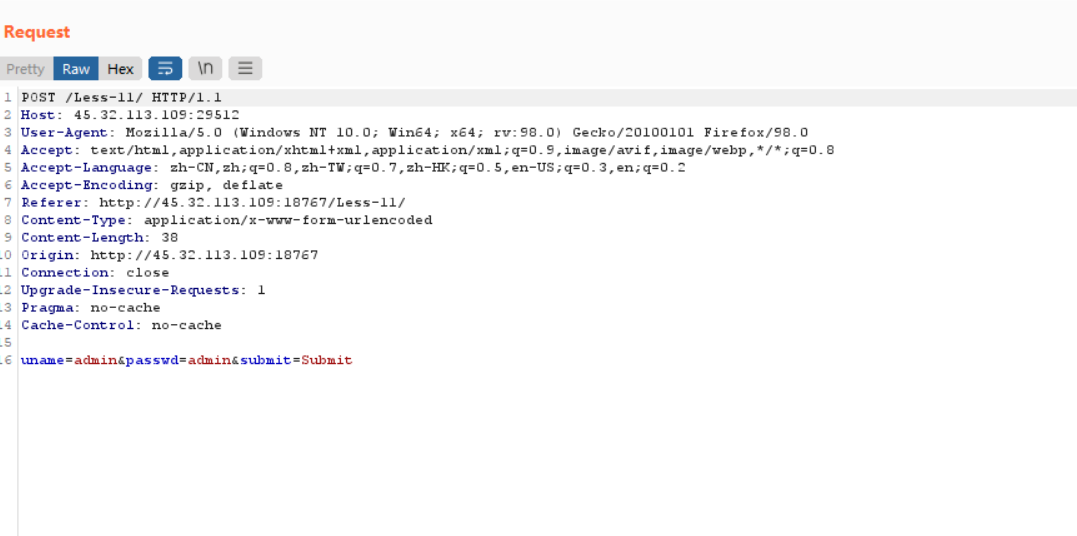 Request
Pretty Raw Hex \n
1 POST /Less-11/ HTTP/1.1
2 Host: 45.32.113.109:29512
3 User-Agent: Mozilla/5.0 (Windows NT 10.0; Win64; x64; rv:98.0) Gecko/20100101 Firefox/98.0
4 Accept: text/html,application/xhtml+xml,application/xml;q=0.9,image/avif,image/webp,*/*;q=0.8
5 Accept-Language: zh-CN,zh;q=0.8,zh-TW;q=0.7,zh-HK;q=0.5,en-US;q=0.3,en;q=0.2
6 Accept-Encoding: gzip, deflate
7 Referer: http://45.32.113.109:18767/Less-11/
8 Content-Type: application/x-www-form-urlencoded
9 Content-Length: 38
10 Origin: http://45.32.113.109:18767
11 Connection: close
12 Upgrade-Insecure-Requests: 1
13 Pragma: no-cache
14 Cache-Control: no-cache
15
16 uname=admin&passwd=admin&submit=Submit